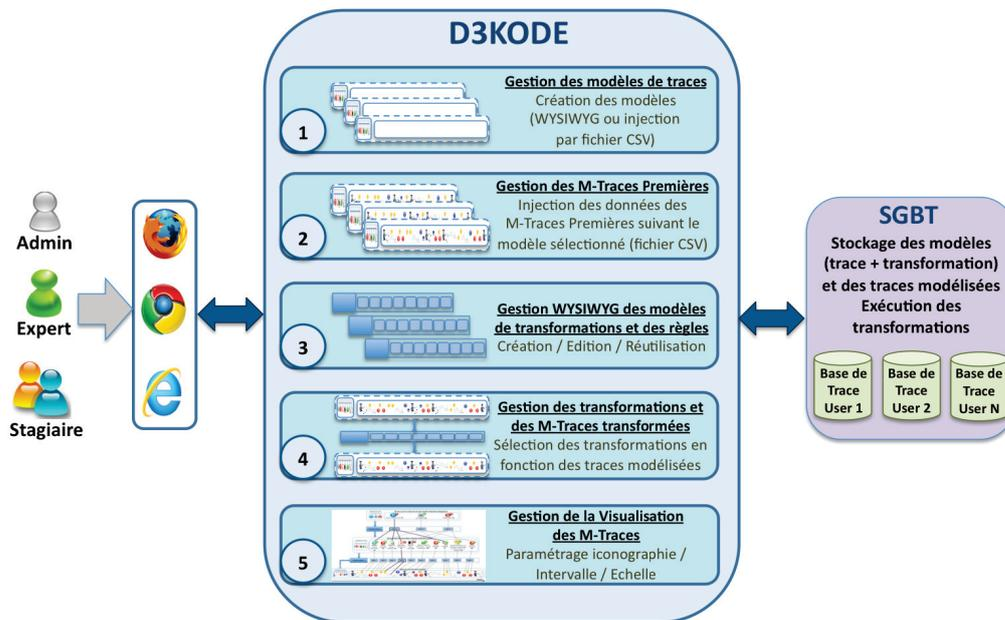 D3KODE
1
Gestion des modèles de traces
Création des modèles
(WYSIWYG ou injection
par fichier CSV)
2
Gestion des M-Traces Premières
Injection des données des
M-Traces Premières suivant le
modèle sélectionné (fichier CSV)
3
Gestion WYSIWYG des modèles
de transformations et des règles
Création / Edition / Réutilisation
4
Gestion des transformations et
des M-Traces transformées
Sélection des transformations en
fonction des traces modélisées
5
Gestion de la Visualisation
des M-Traces
Paramétrage iconographie /
Intervalle / Echelle
Admin
Expert
Stagiaire
SGBT
Stockage des modèles
(trace + transformation)
et des traces modélisées
Exécution des
transformations
Base de
Trace
User 1
Base de
Trace
User 2
Base de
Trace
User N